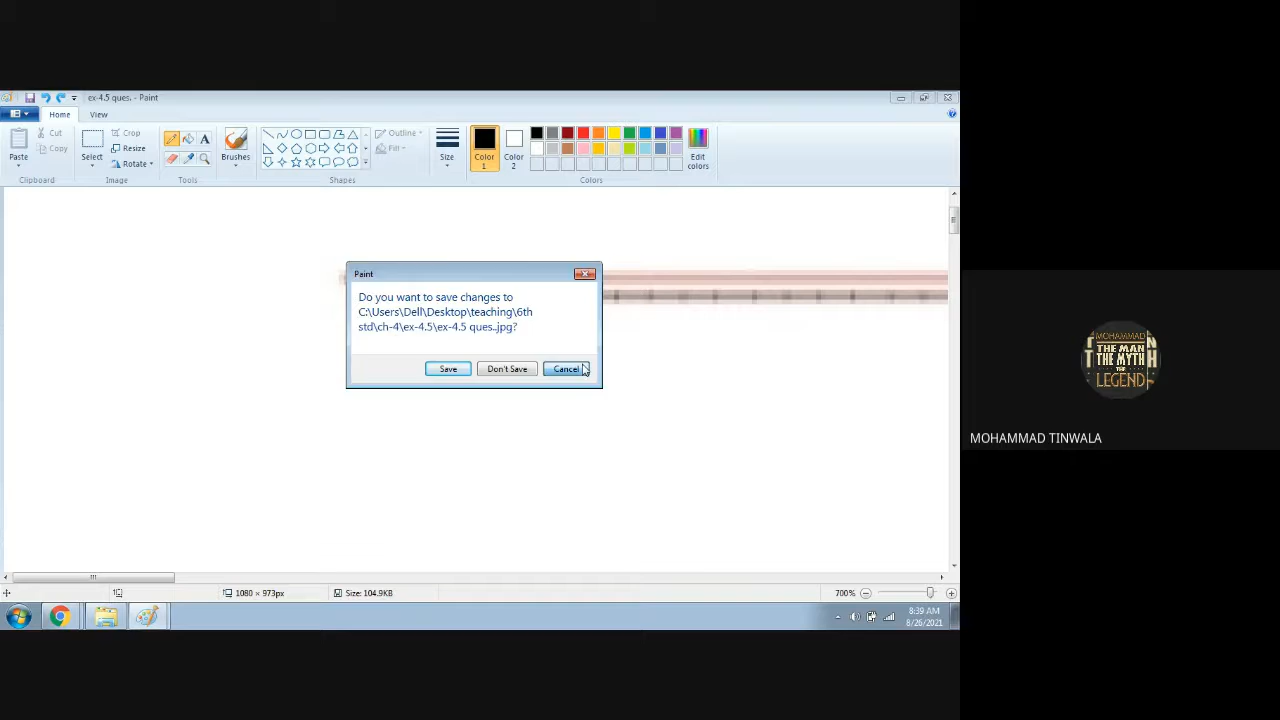 ex-4.5 ques. - Paint
Home
View
Paste
Cut
Copy
Clipboard
Select
Crop
Resize
Rotate
Image
Tools
Brushes
Outline
Fill
Shapes
Size
Color
1
Color
2
Edit
colors
Colors
Paint
Do you want to save changes to
C:\Users\Dell\Desktop\teaching\6th
std\ch-4\ex-4.5\ex-4.5 ques..jpg?
Save
Don't Save
Cancel
MOHAMMAD
THE MAN
THE MYTH
THE
LEGEND
MOHAMMAD TINWALA
1080 × 973px
Size: 104.9KB
700%
8:39 AM
8/26/2021